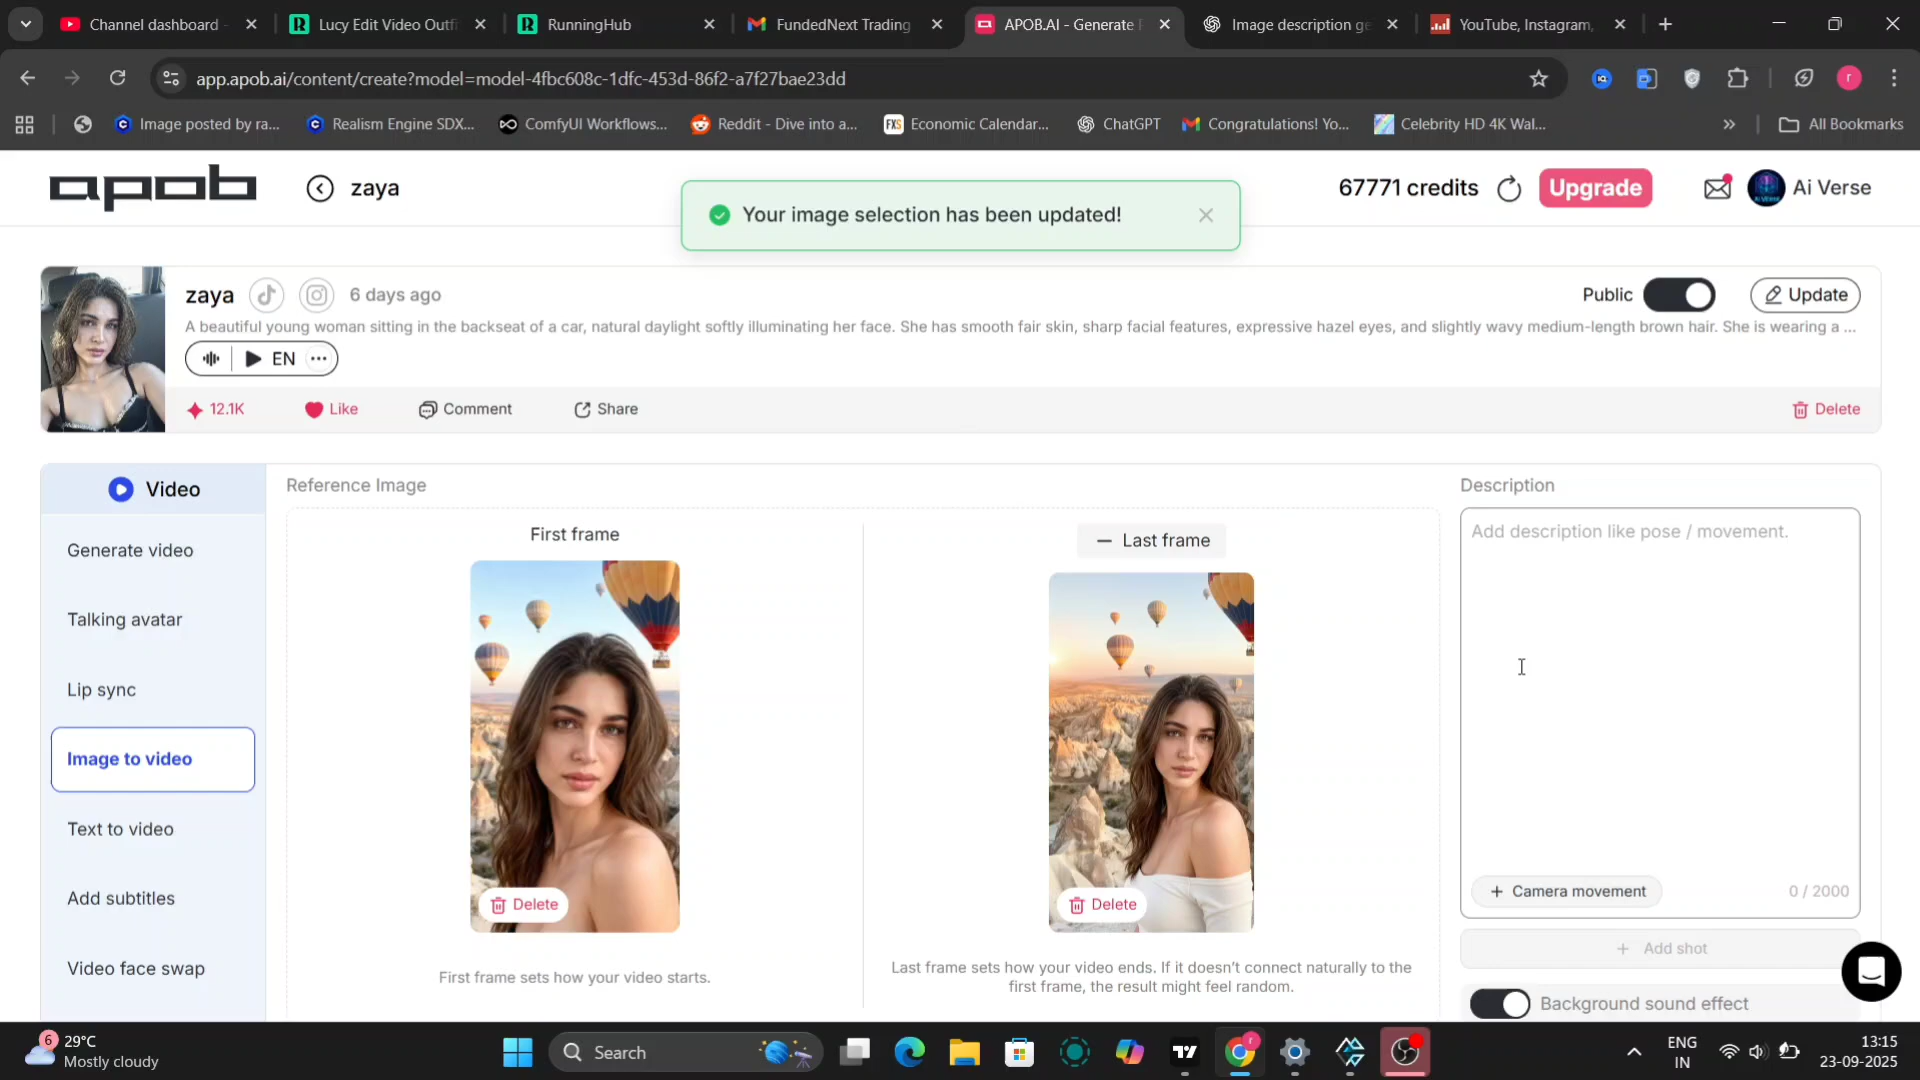 Channel dashboard -
Lucy Edit Video Outfi
RunningHub
FundedNext Trading
APOB.AI - Generate F
Image description ge
YouTube, Instagram,
app.apob.ai/content/create?model=model-4fbc608c-1dfc-453d-86f2-a7f27bae23dd
r
Image posted by ra...
Realism Engine SDX...
ComfyUI Workflows...
Reddit - Dive into a...
Economic Calendar...
ChatGPT
Congratulations! Yo...
Celebrity HD 4K Wal...
All Bookmarks
apob
zaya
Your image selection has been updated!
67771 credits
Upgrade
Ai Verse
zaya
6 days ago
Public
Update
A beautiful young woman sitting in the backseat of a car, natural daylight softly illuminating her face. She has smooth fair skin, sharp facial features, expressive hazel eyes, and slightly wavy medium-length brown hair. She is wearing a ...
EN
12.1K
Like
Comment
Share
Delete
Video
Reference Image
Description
First frame
Last frame
Add description like pose / movement.
Generate video
Talking avatar
Lip sync
Image to video
Text to video
Add subtitles
Video face swap
Delete
Delete
Camera movement
0 / 2000
First frame sets how your video starts.
Last frame sets how your video ends. If it doesn't connect naturally to the
first frame, the result might feel random.
Add shot
Background sound effect
6
29°C
Mostly cloudy
Search
ENG
IN
13:15
23-09-2025